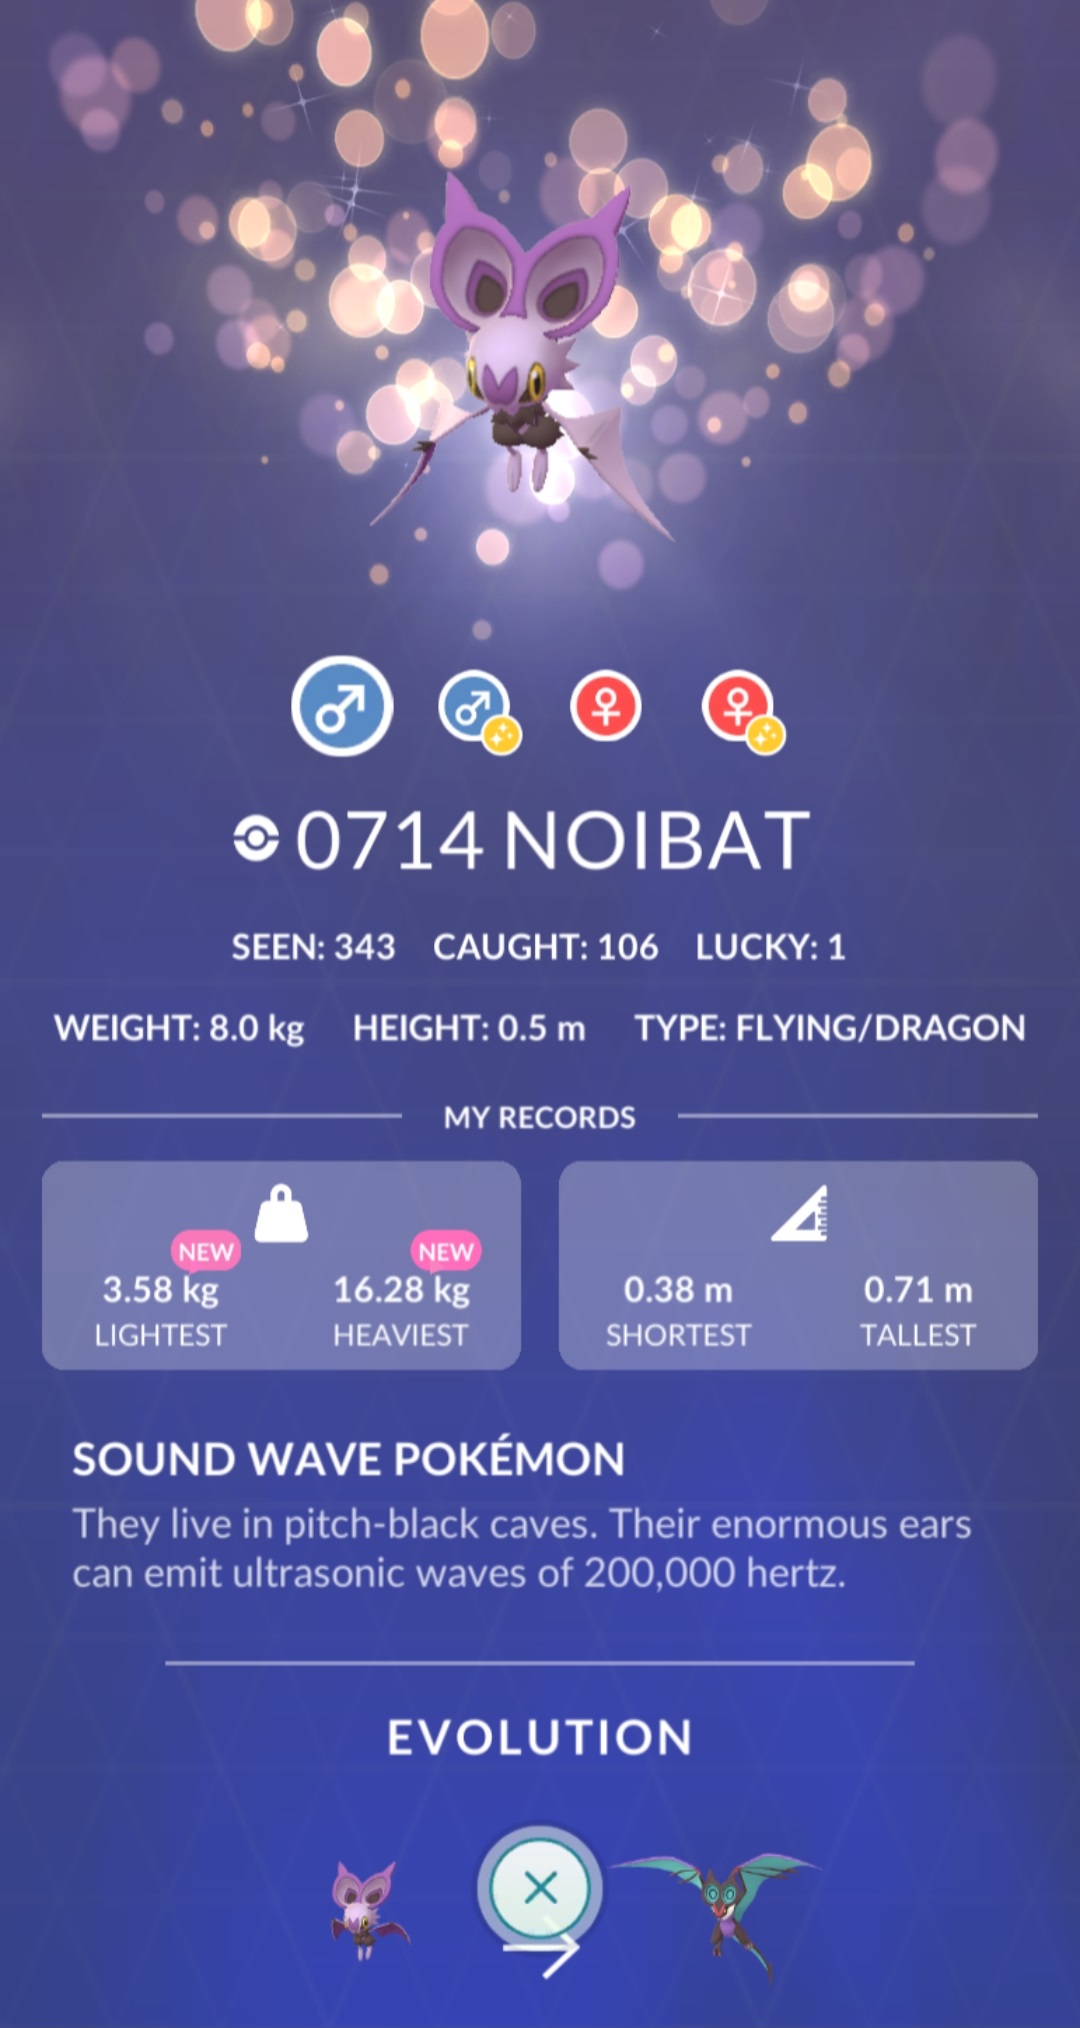 0714 NOIBAT
SEEN: 343 CAUGHT: 106 LUCKY: 1
WEIGHT: 8.0 kg HEIGHT: 0.5 m TYPE: FLYING/DRAGON
MY RECORDS
NEW NEW
3.58 kg 16.28 kg 0.38 m 0.71 m
LIGHTEST HEAVIEST SHORTEST TALLEST
SOUND WAVE POKÉMON
They live in pitch-black caves. Their enormous ears
can emit ultrasonic waves of 200,000 hertz.
EVOLUTION